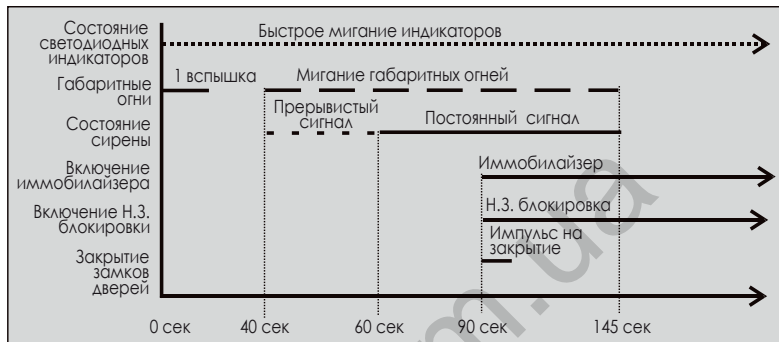 Состояние
светодиодных
индикаторов
Быстрое мигание индикаторов
Габаритные
огни
1 вспышка
Мигание габаритных огней
Состояние
сирены
Прерывистый
сигнал
Постоянный сигнал
Включение
иммобилайзера
Иммобилайзер
Включение Н.З.
блокировки
Н.З. блокировка
Закрытие
замков
дверей
Импульс на
закрытие
0 сек
40 сек
60 сек
90 сек
145 сек
m.ua